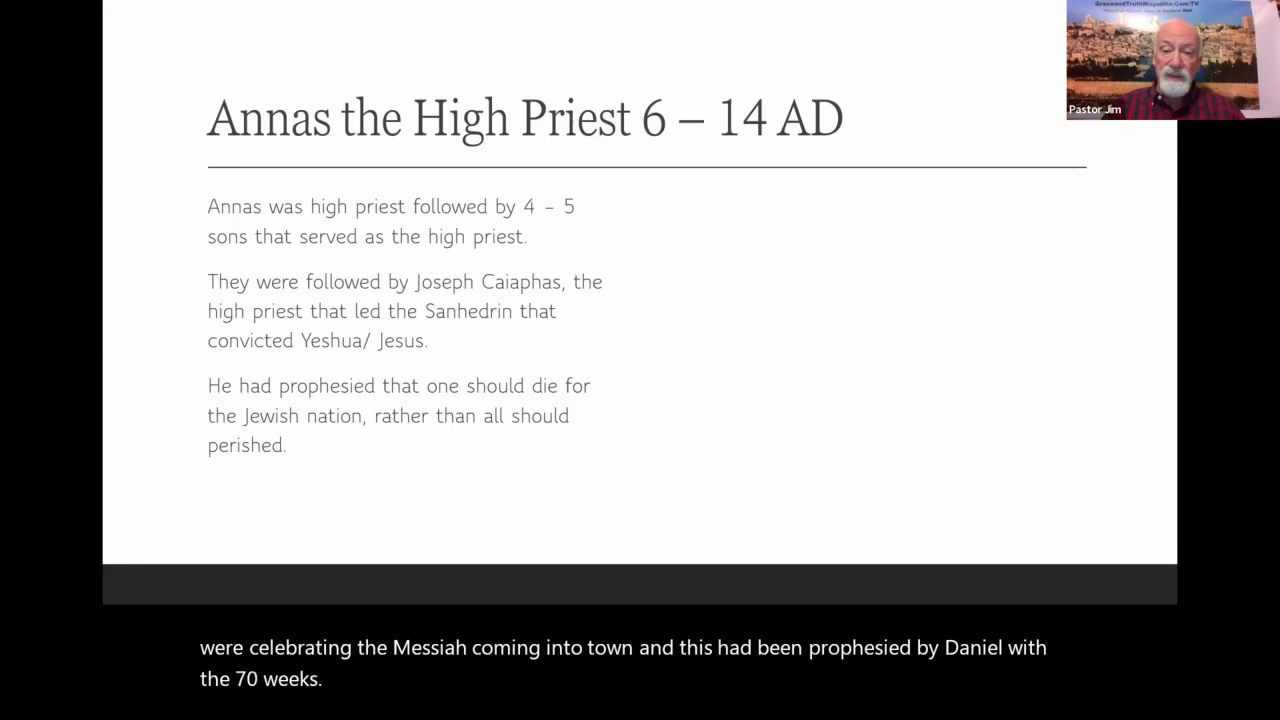 GraceandTruthMagazine.Com/TV
Pastor Jim
Annas the High Priest 6 – 14 AD
Annas was high priest followed by 4 – 5
sons that served as the high priest.
They were followed by Joseph Caiaphas, the
high priest that led the Sanhedrin that
convicted Yeshua/ Jesus.
He had prophesied that one should die for
the Jewish nation, rather than all should
perished.
were celebrating the Messiah coming into town and this had been prophesied by Daniel with
the 70 weeks.